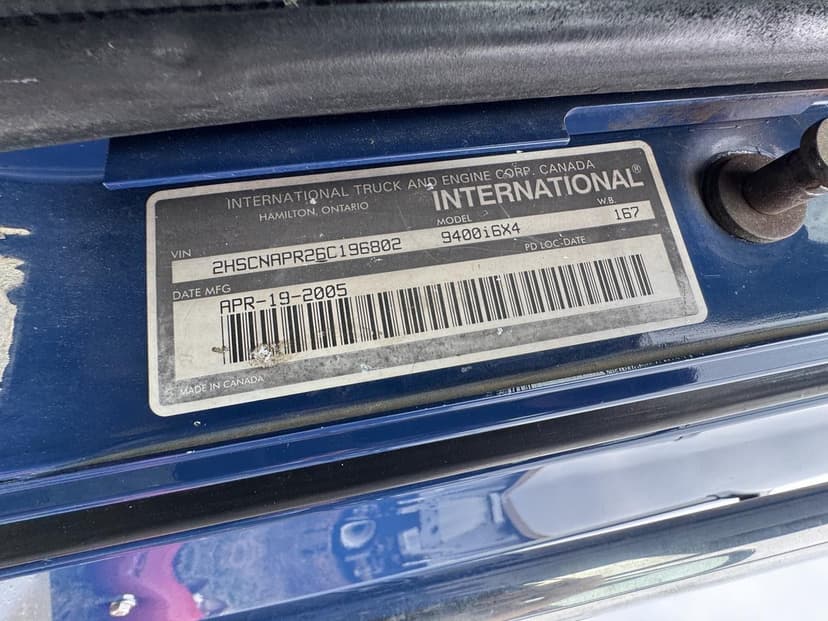 INTERNATIONAL TRUCK AND ENGINE CORP. CANADA
HAMILTON, ONTARIO
INTERNATIONAL®
VIN MODEL W.B.
2HSCNAPR26C196802 9400i6X4 167
DATE MFG PD LOC-DATE
APR-19-2005
MADE IN CANADA